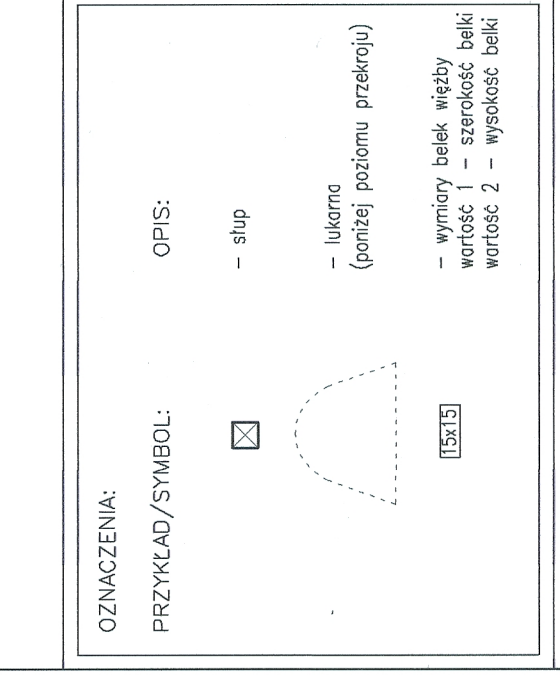 OZNACZENIA:
PRZYKŁAD/SYMBOL: OPIS:
– słup
– lukarna
(poniżej poziomu przekroju)
15x15
– wymiary belek więźby
wartość 1 – szerokość belki
wartość 2 – wysokość belki